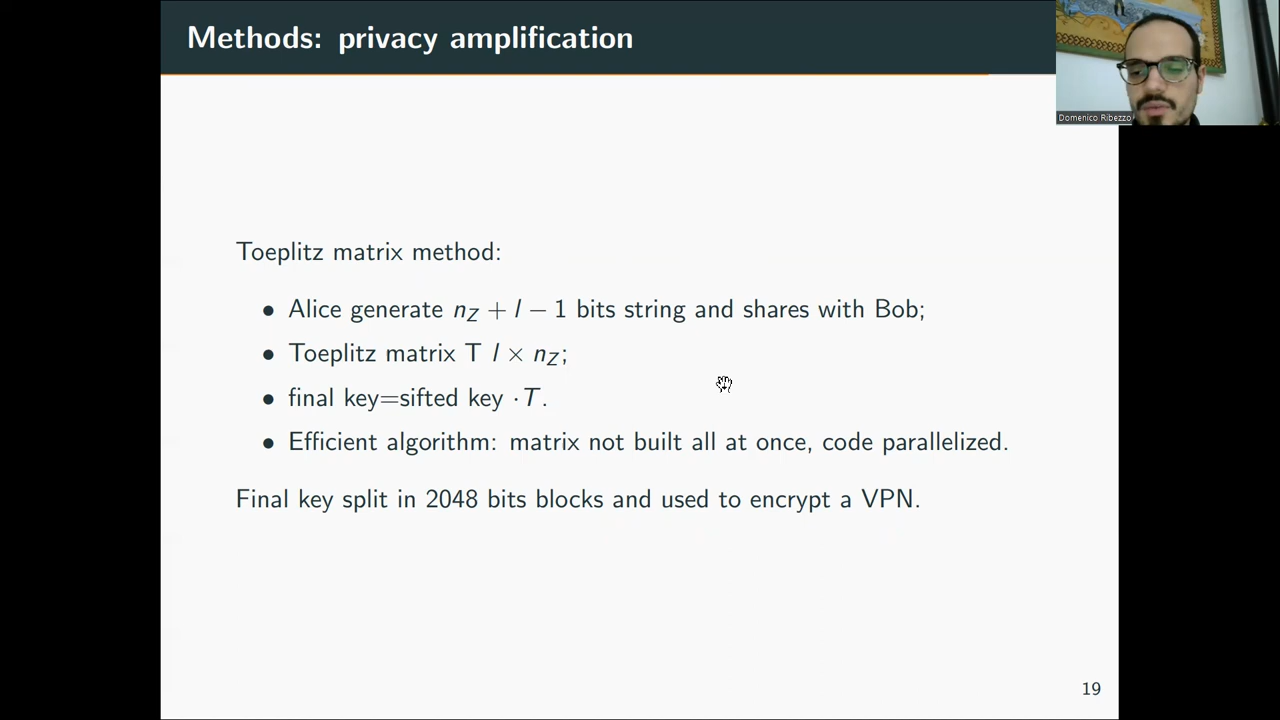 Methods: privacy amplification
Domenico Ribezzo
Toeplitz matrix method:
• Alice generate n_Z + l − 1 bits string and shares with Bob;
• Toeplitz matrix T l × n_Z;
• final key=sifted key ·T.
• Efficient algorithm: matrix not built all at once, code parallelized.
Final key split in 2048 bits blocks and used to encrypt a VPN.
19